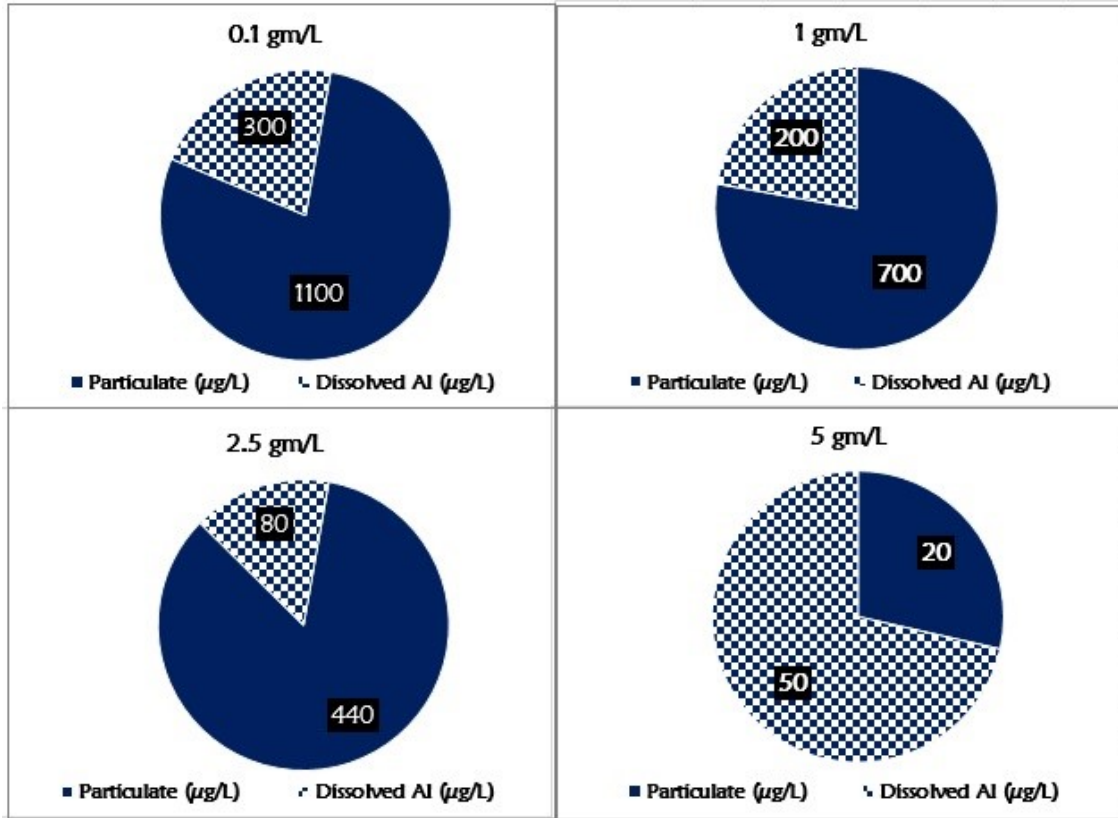 0.1 gm/L
300
1100
Particulate (µg/L) Dissolved Al (µg/L)
1 gm/L
200
700
Particulate (µg/L) Dissolved Al (µg/L)
2.5 gm/L
80
440
Particulate (µg/L) Dissolved Al (µg/L)
5 gm/L
20
50
Particulate (µg/L) Dissolved Al (µg/L)